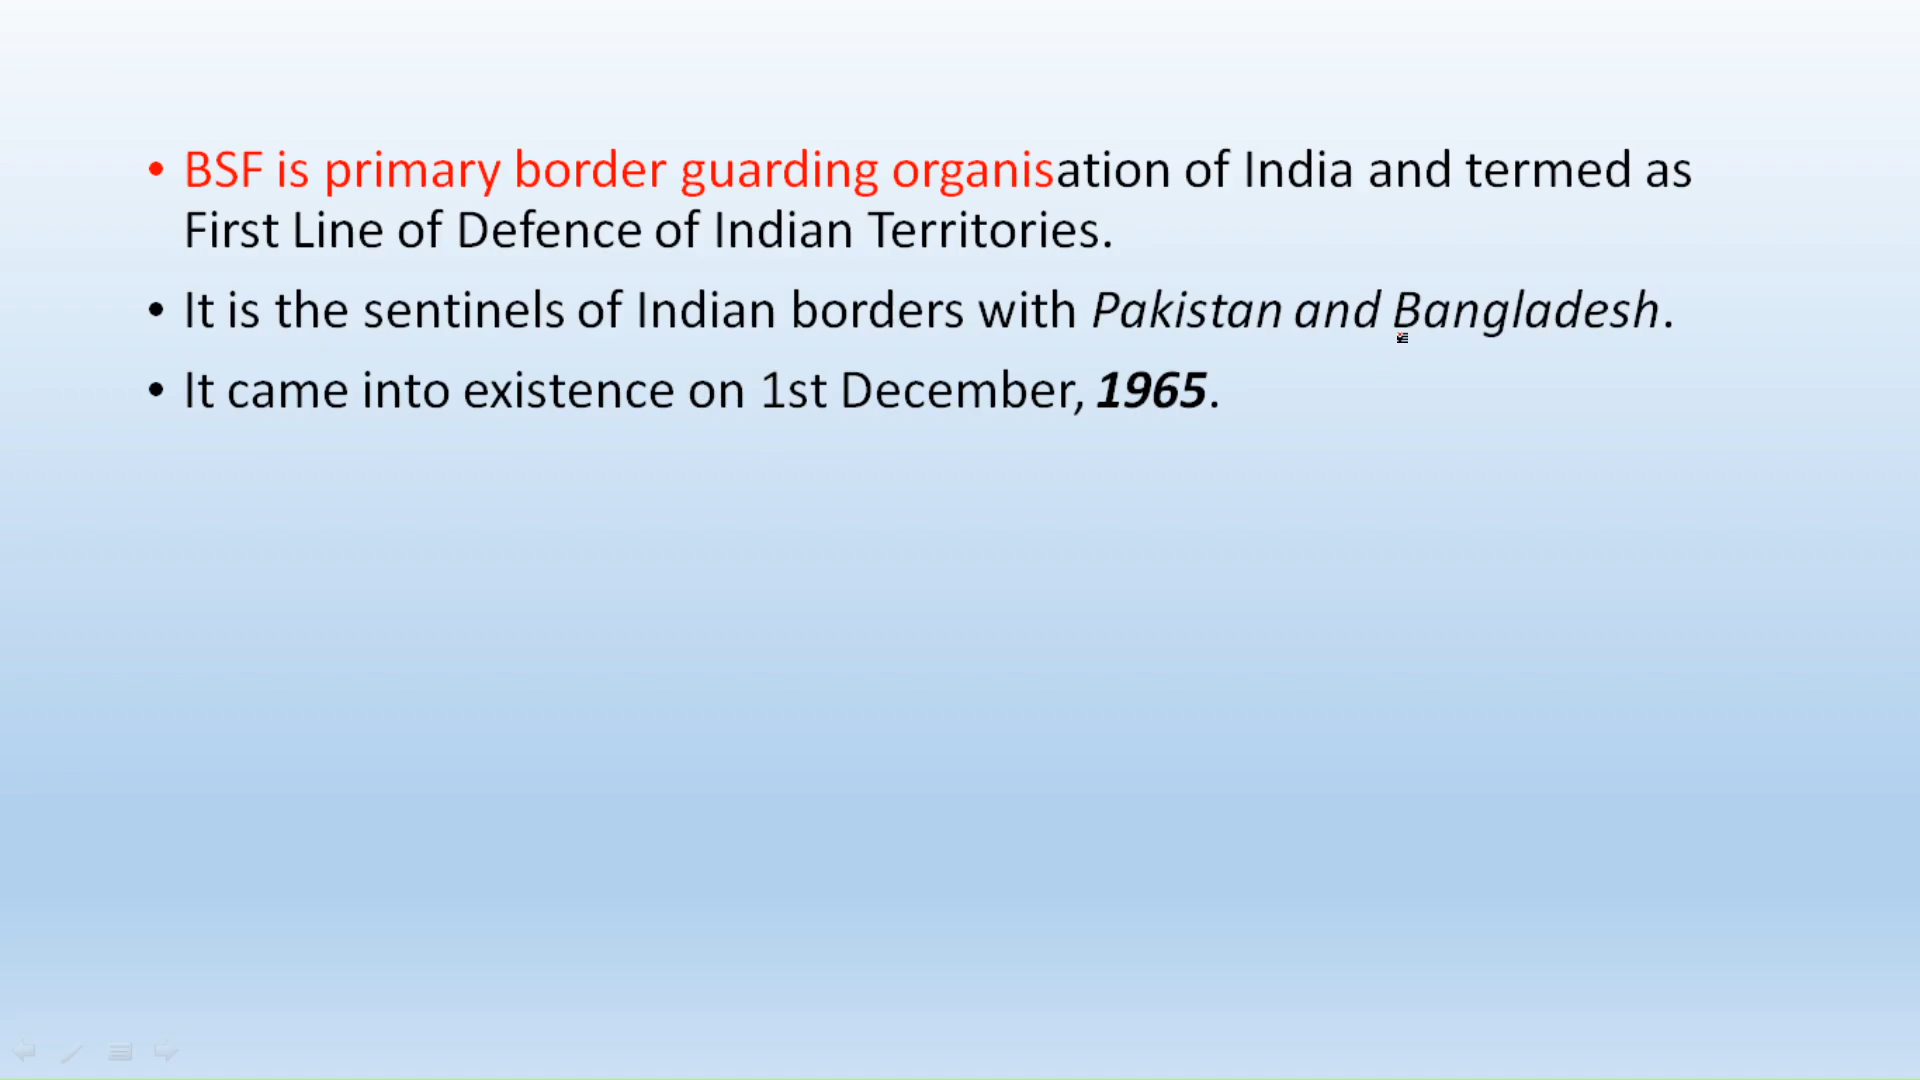 • BSF is primary border guarding organisation of India and termed as
First Line of Defence of Indian Territories.
• It is the sentinels of Indian borders with Pakistan and Bangladesh.
• It came into existence on 1st December, 1965.